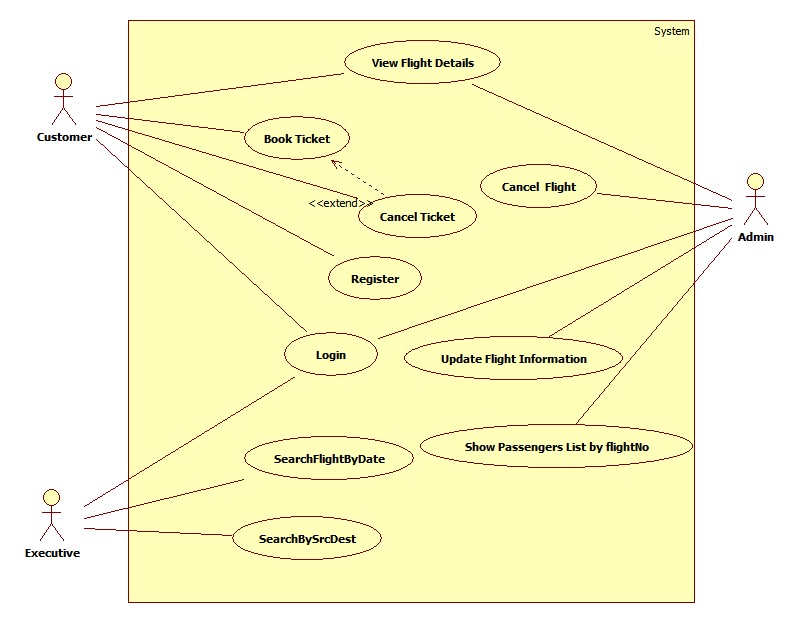 System
View Flight Details
Customer
Book Ticket
Cancel  Flight
<<extend>>
Cancel Ticket
Admin
Register
Login
Update Flight Information
Show Passengers List by flightNo
SearchFlightByDate
SearchBySrcDest
Executive